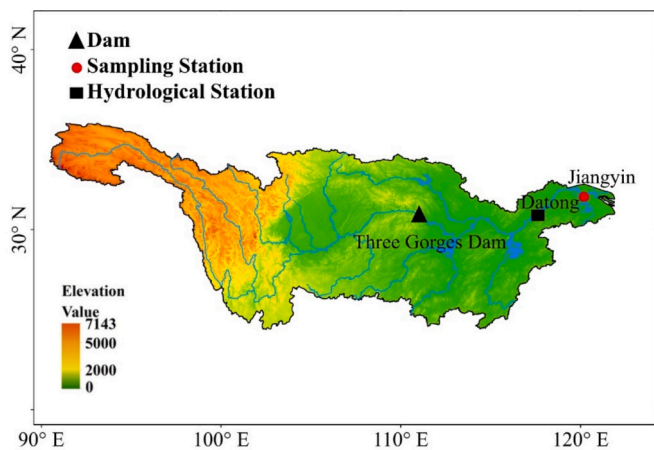 40° N
Dam
Sampling Station
Hydrological Station
Jiangyin
Datong
30° N
Three Gorges Dam
Elevation
Value
7143
5000
2000
0
90° E
100° E
110° E
120° E